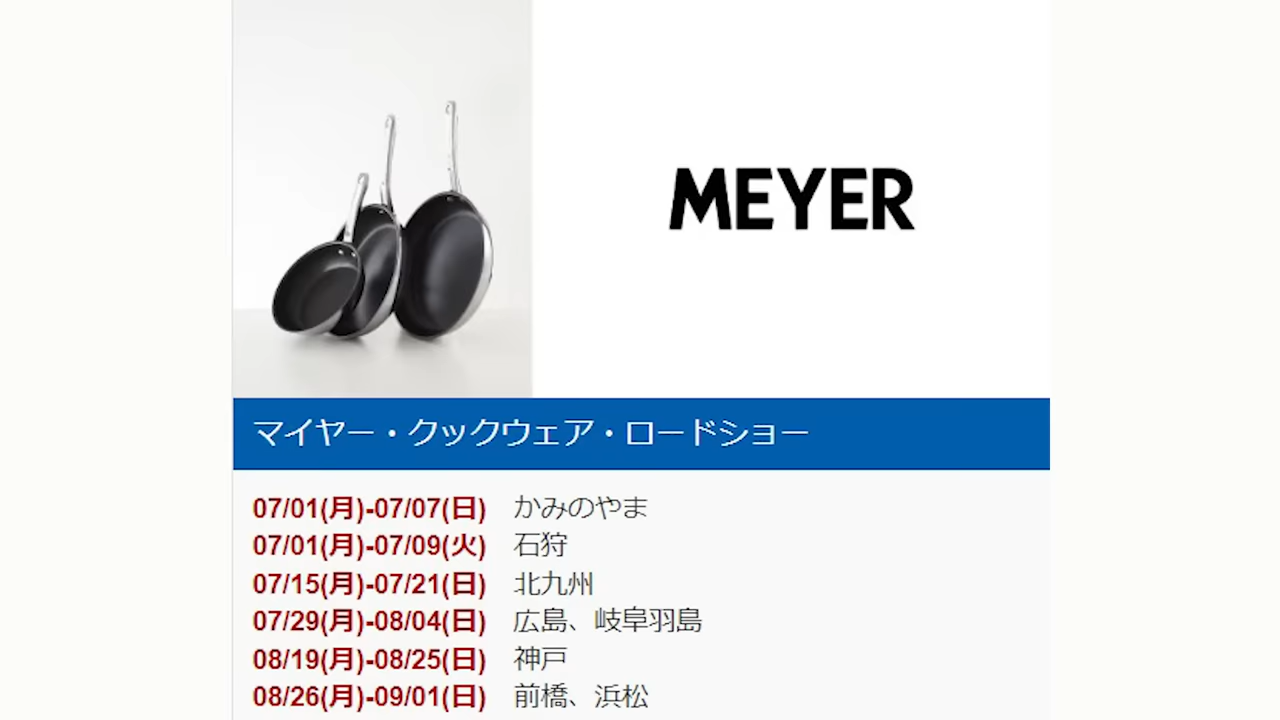 MEYER
マイヤー・クックウェア・ロードショー
07/01(月)-07/07(日) かみのやま
07/01(月)-07/09(火) 石狩
07/15(月)-07/21(日) 北九州
07/29(月)-08/04(日) 広島、岐阜羽島
08/19(月)-08/25(日) 神戸
08/26(月)-09/01(日) 前橋、浜松